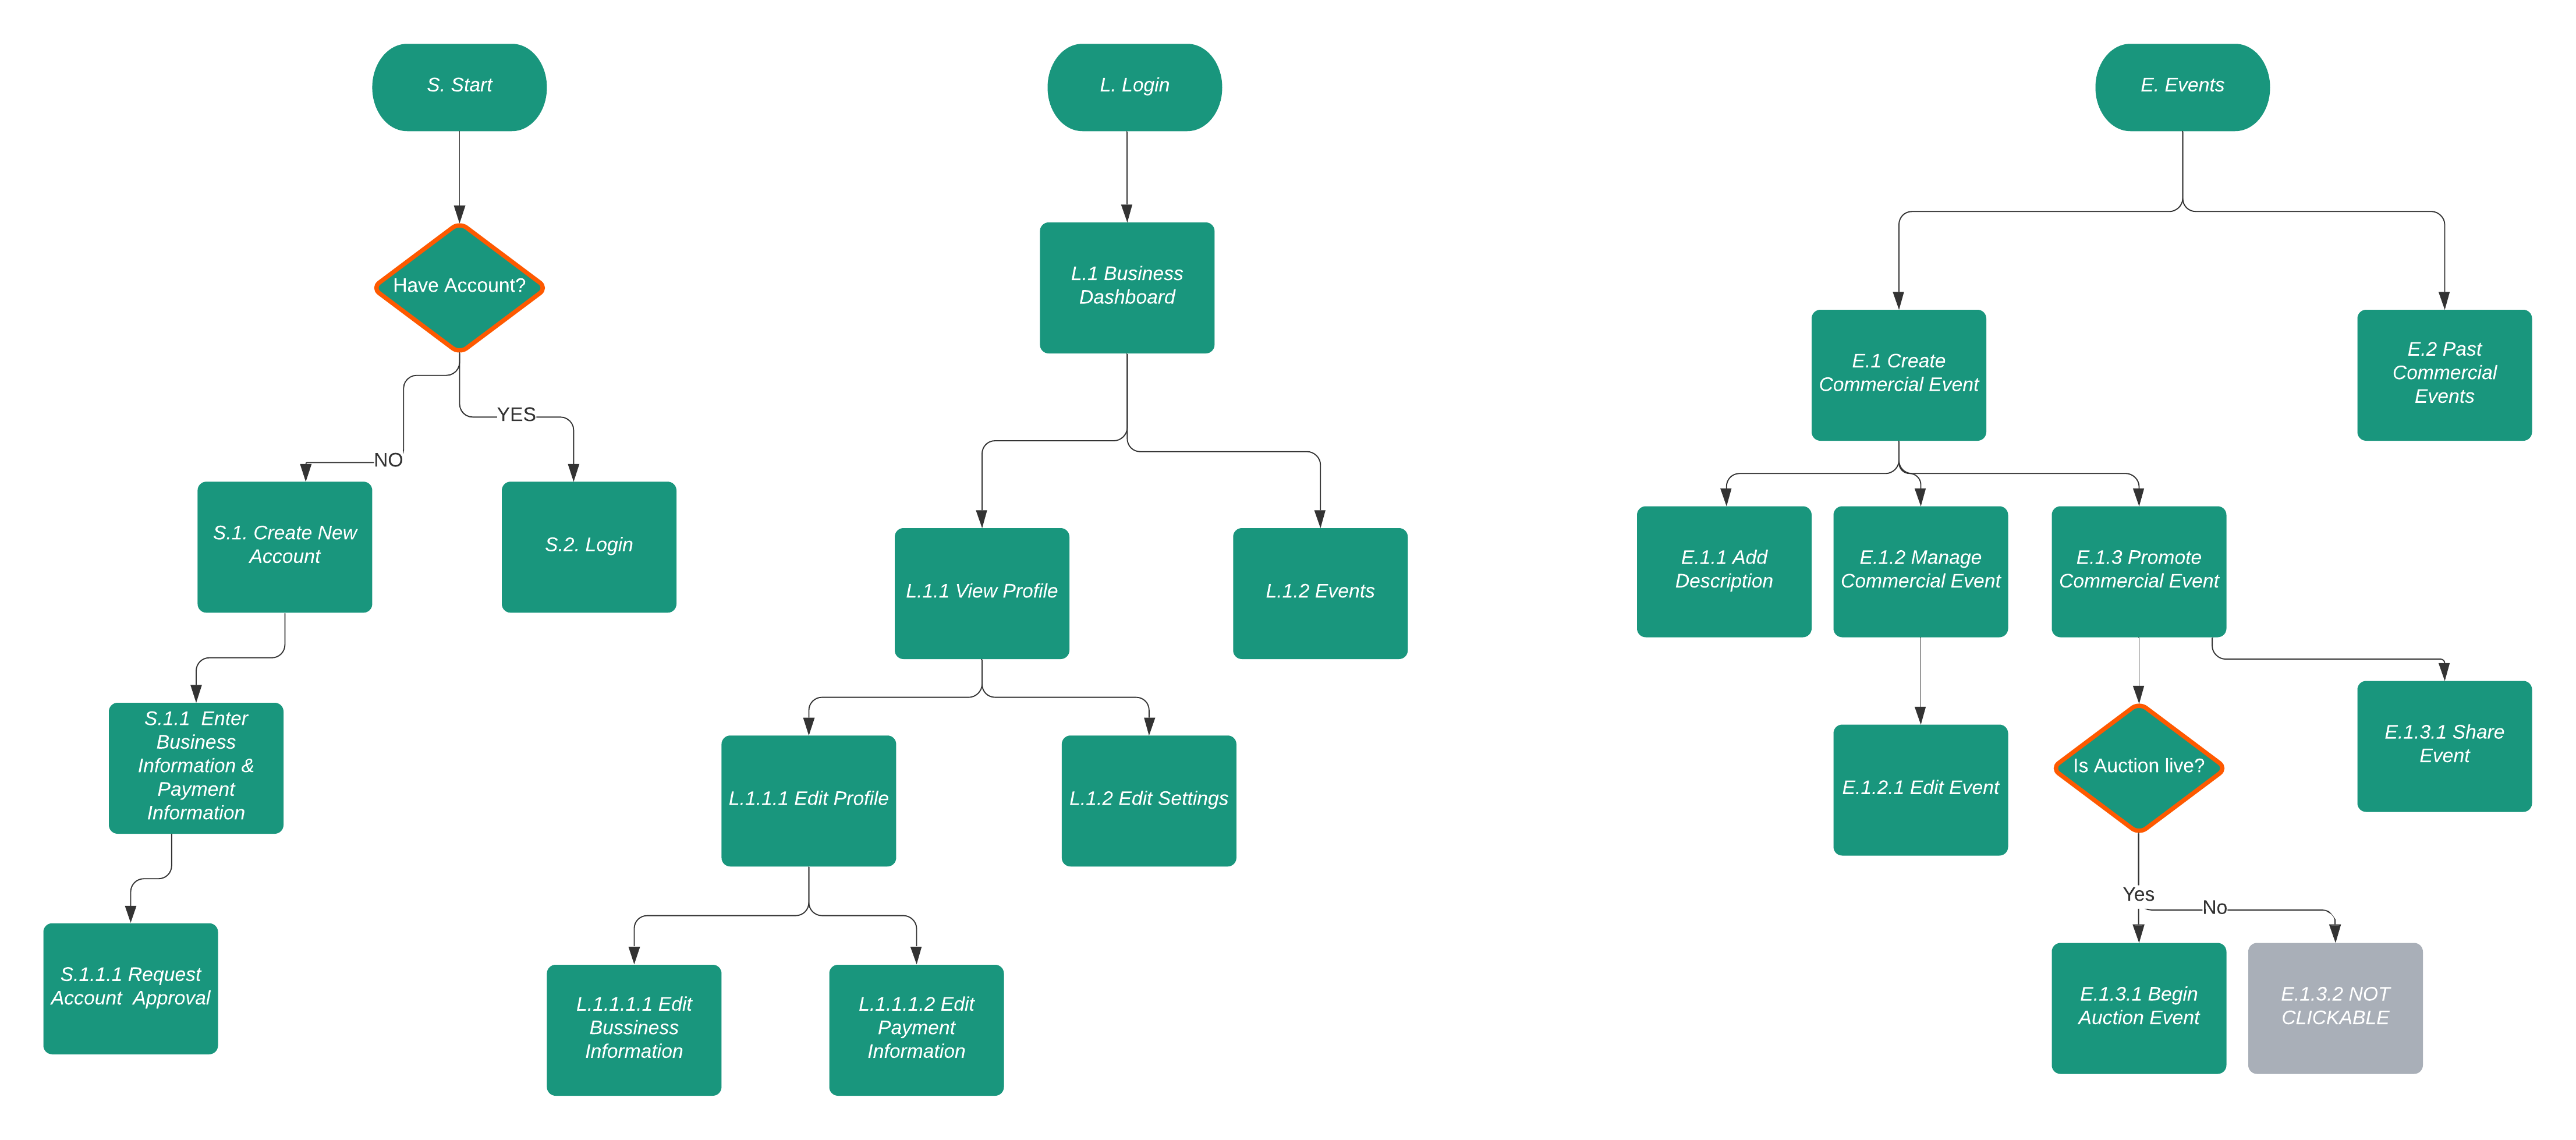 S. Start
Have Account?
NO
YES
S.1. Create New
Account
S.2. Login
S.1.1  Enter
Business
Information &
Payment
Information
S.1.1.1 Request
Account  Approval
L. Login
L.1 Business
Dashboard
L.1.1 View Profile
L.1.2 Events
L.1.1.1 Edit Profile
L.1.2 Edit Settings
L.1.1.1.1 Edit
Bussiness
Information
L.1.1.1.2 Edit
Payment
Information
E. Events
E.1 Create
Commercial Event
E.2 Past
Commercial
Events
E.1.1 Add
Description
E.1.2 Manage
Commercial Event
E.1.3 Promote
Commercial Event
E.1.2.1 Edit Event
Is Auction live?
E.1.3.1 Share
Event
Yes
No
E.1.3.1 Begin
Auction Event
E.1.3.2 NOT
CLICKABLE